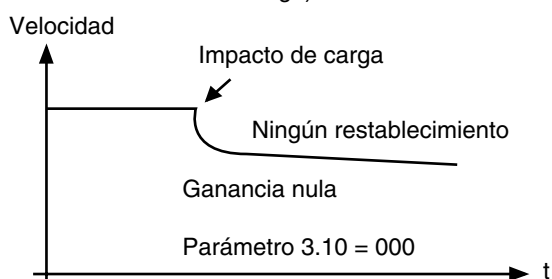 Velocidad
Impacto de carga
Ningún restablecimiento
Ganancia nula
Parámetro 3.10 = 000
t